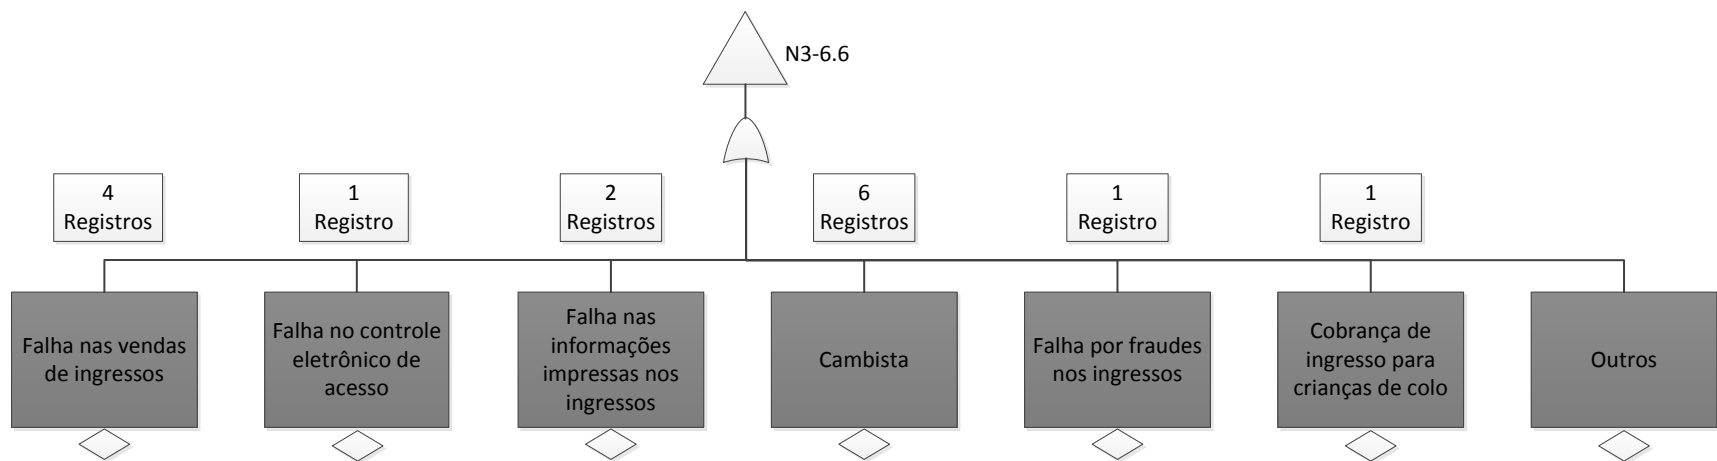 N3-6.6
4
Registros
1
Registro
2
Registros
6
Registros
1
Registro
1
Registro
Falha nas vendas
de ingressos
Falha no controle
eletrônico de
acesso
Falha nas
informações
impressas nos
ingressos
Cambista
Falha por fraudes
nos ingressos
Cobrança de
ingresso para
crianças de colo
Outros